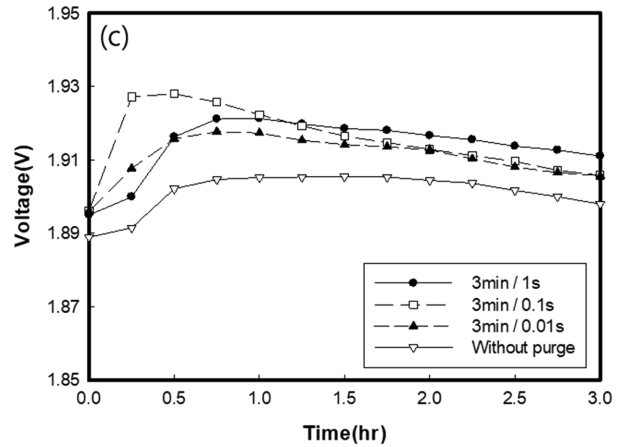 (c)
1.95
1.93
1.91
1.89
1.87
1.85
Voltage(V)
3min / 1s
3min / 0.1s
3min / 0.01s
Without purge
0.0 0.5 1.0 1.5 2.0 2.5 3.0
Time(hr)